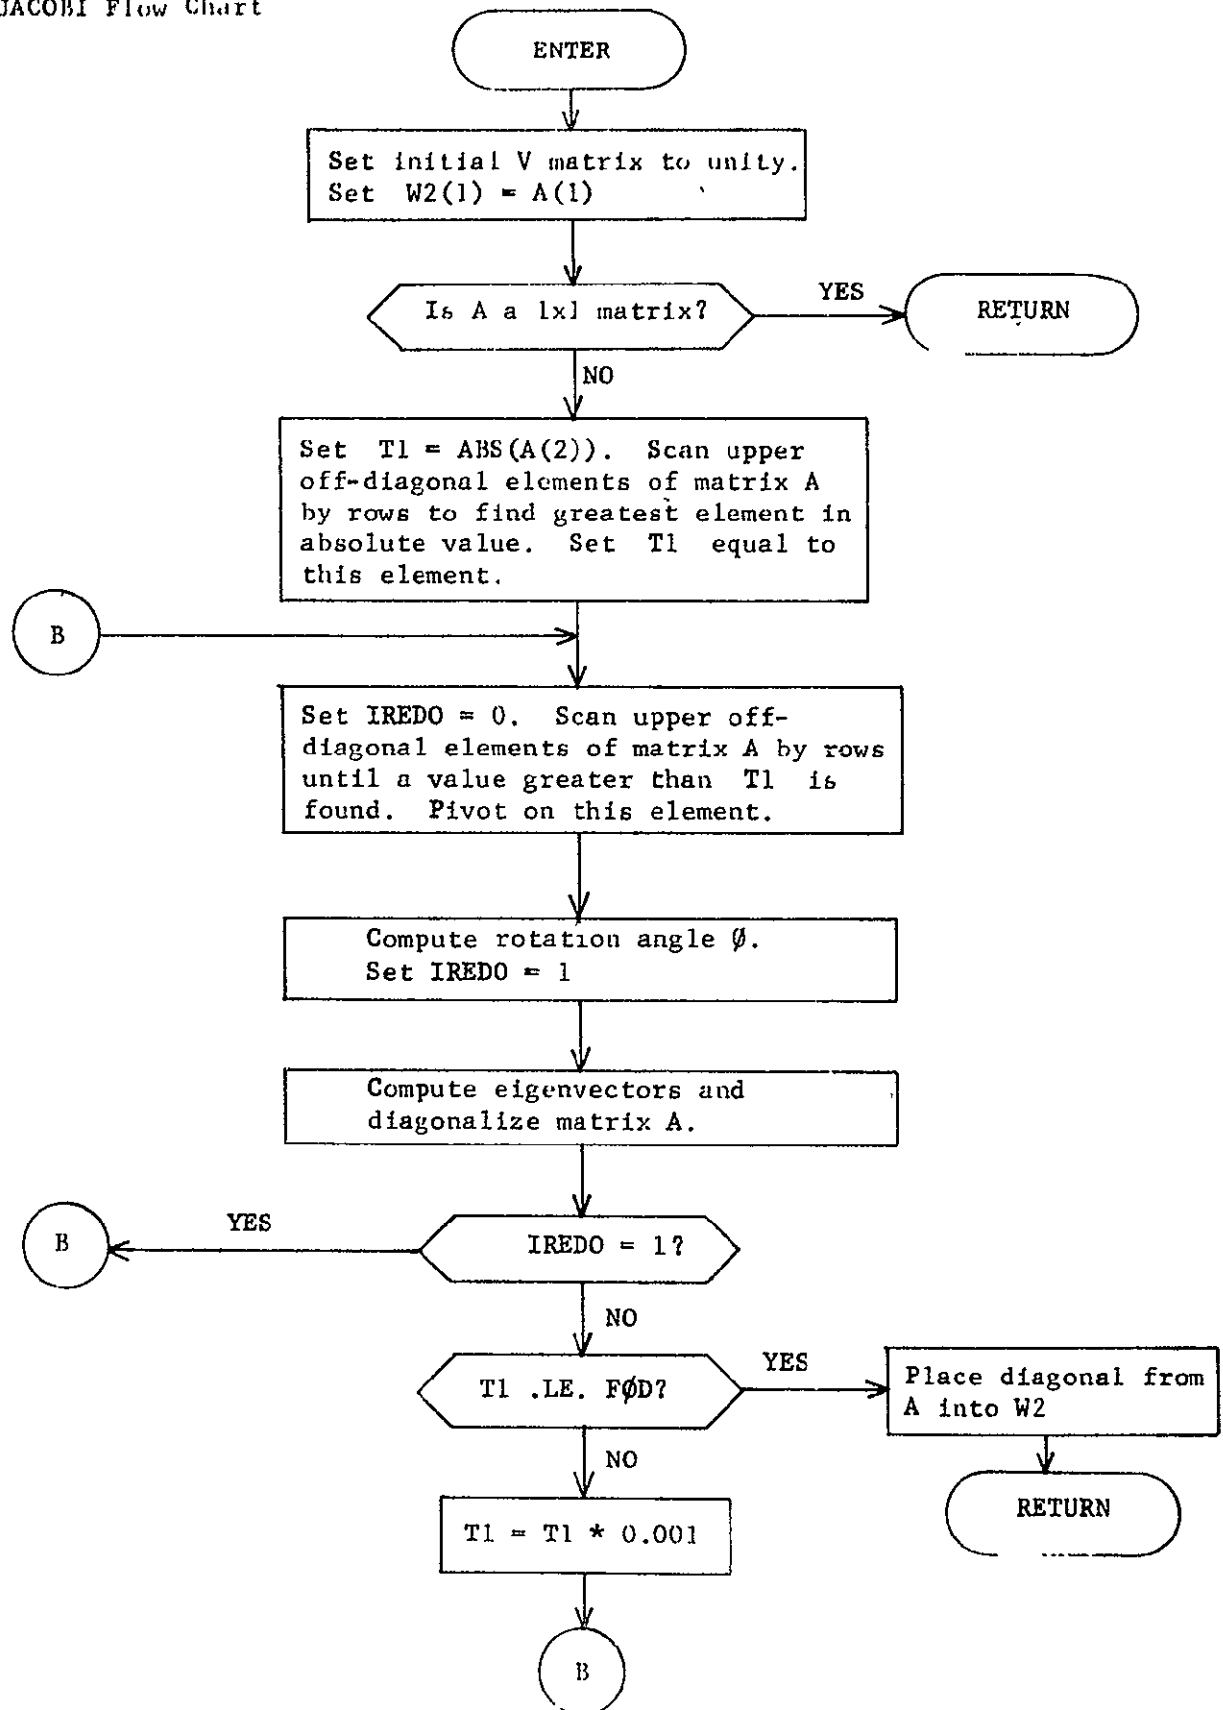 JACOBI Flow Chart
ENTER
Set initial V matrix to unity.
Set W2(1) = A(1)
Is A a 1x1 matrix?
YES
RETURN
NO
Set T1 = ABS(A(2)). Scan upper
off-diagonal elements of matrix A
by rows to find greatest element in
absolute value. Set T1 equal to
this element.
B
Set IREDO = 0. Scan upper off-
diagonal elements of matrix A by rows
until a value greater than T1 is
found. Pivot on this element.
Compute rotation angle Ø.
Set IREDO = 1
Compute eigenvectors and
diagonalize matrix A.
B
YES
IREDO = 1?
NO
T1 .LE. FØD?
YES
Place diagonal from
A into W2
NO
RETURN
T1 = T1 * 0.001
B